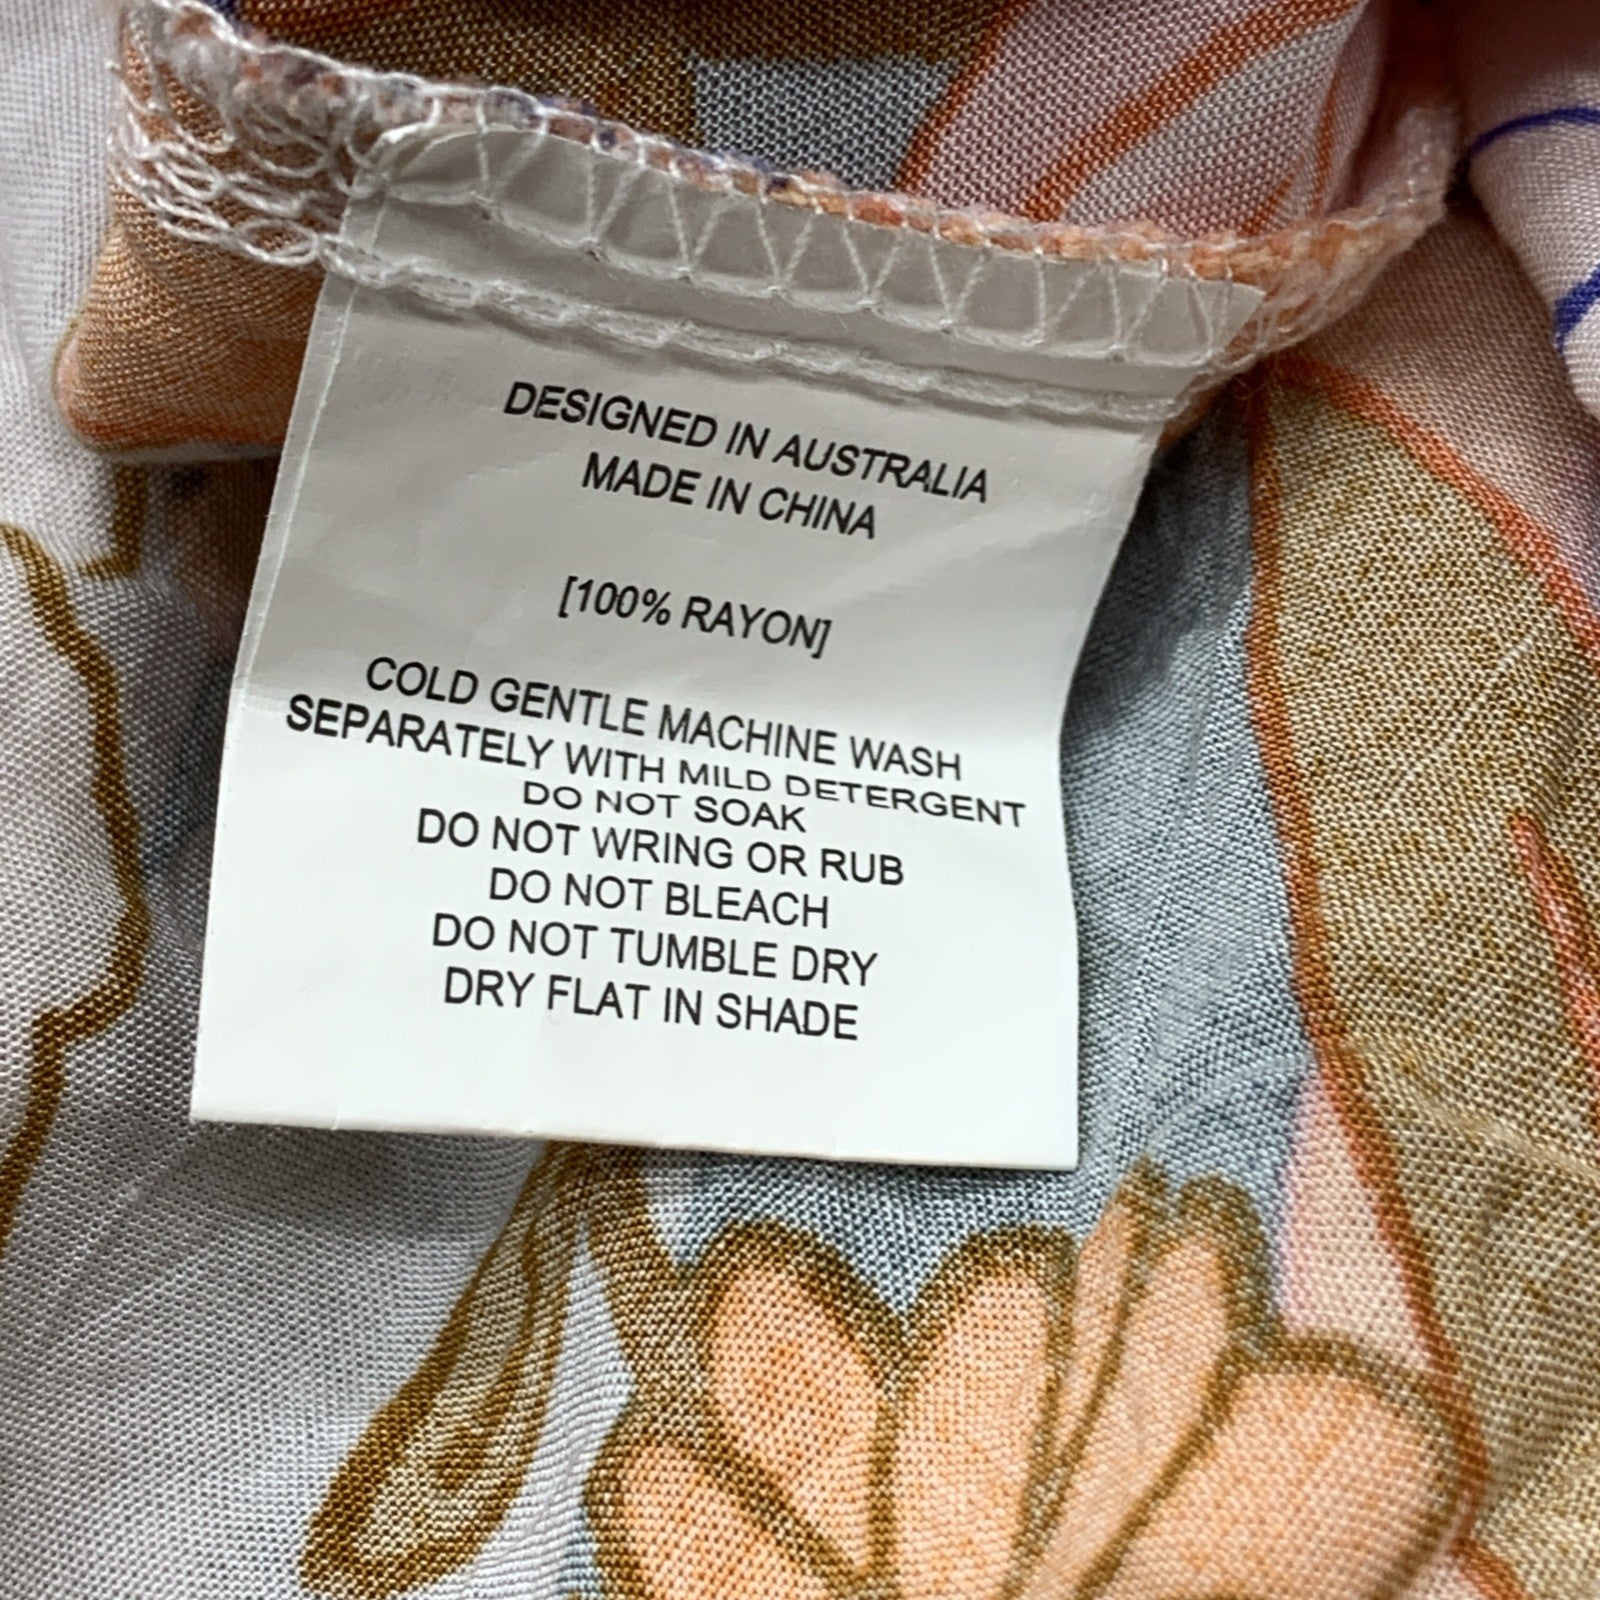 DESIGNED IN AUSTRALIA
MADE IN CHINA
[100% RAYON]
COLD GENTLE MACHINE WASH
SEPARATELY WITH MILD DETERGENT
DO NOT SOAK
DO NOT WRING OR RUB
DO NOT BLEACH
DO NOT TUMBLE DRY
DRY FLAT IN SHADE